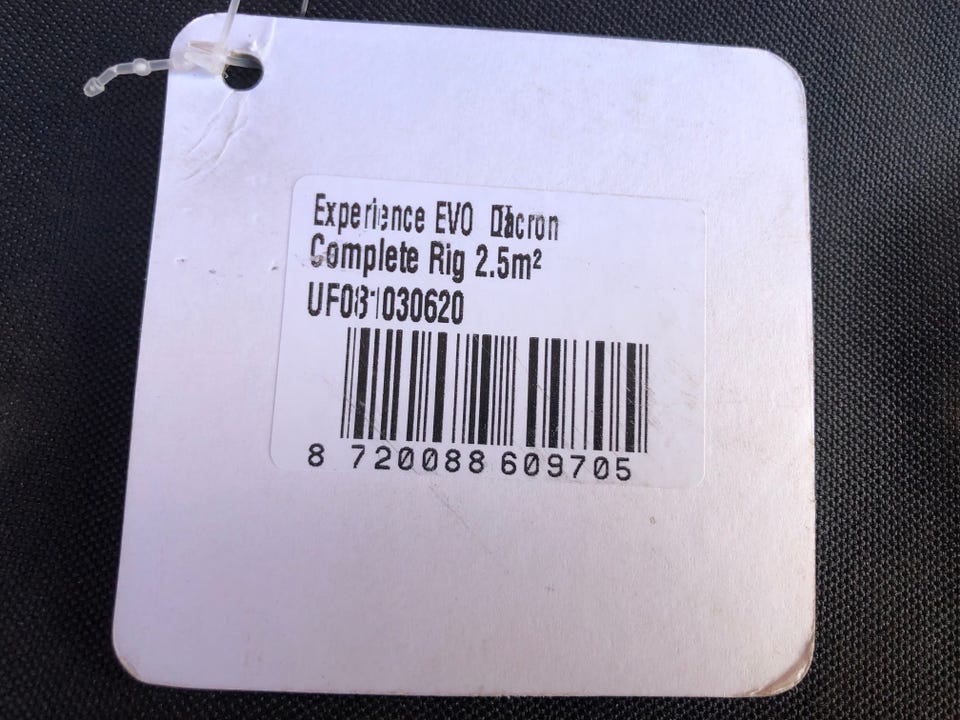 Experience EVO Dacron
Complete Rig 2.5m²
UF081030620
8 720088 609705